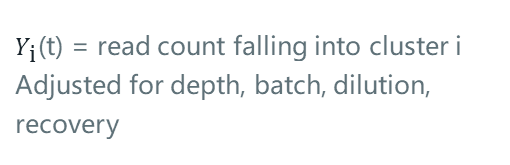 Yᵢ(t) = read count falling into cluster i
Adjusted for depth, batch, dilution,
recovery